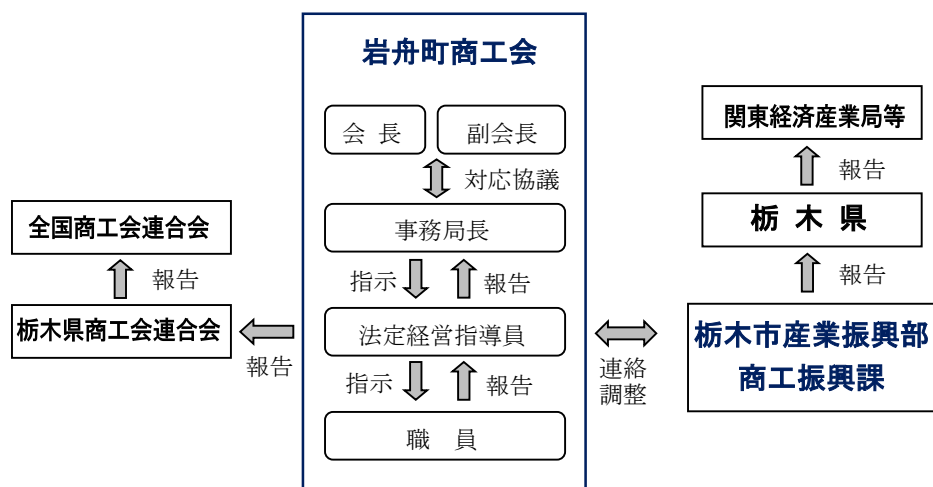 岩舟町商工会
会 長
副会長
対応協議
事務局長
指示
報告
法定経営指導員
指示
報告
職 員
全国商工会連合会
報告
栃木県商工会連合会
報告
関東経済産業局等
報告
栃 木 県
報告
栃木市産業振興部
商工振興課
連絡
調整